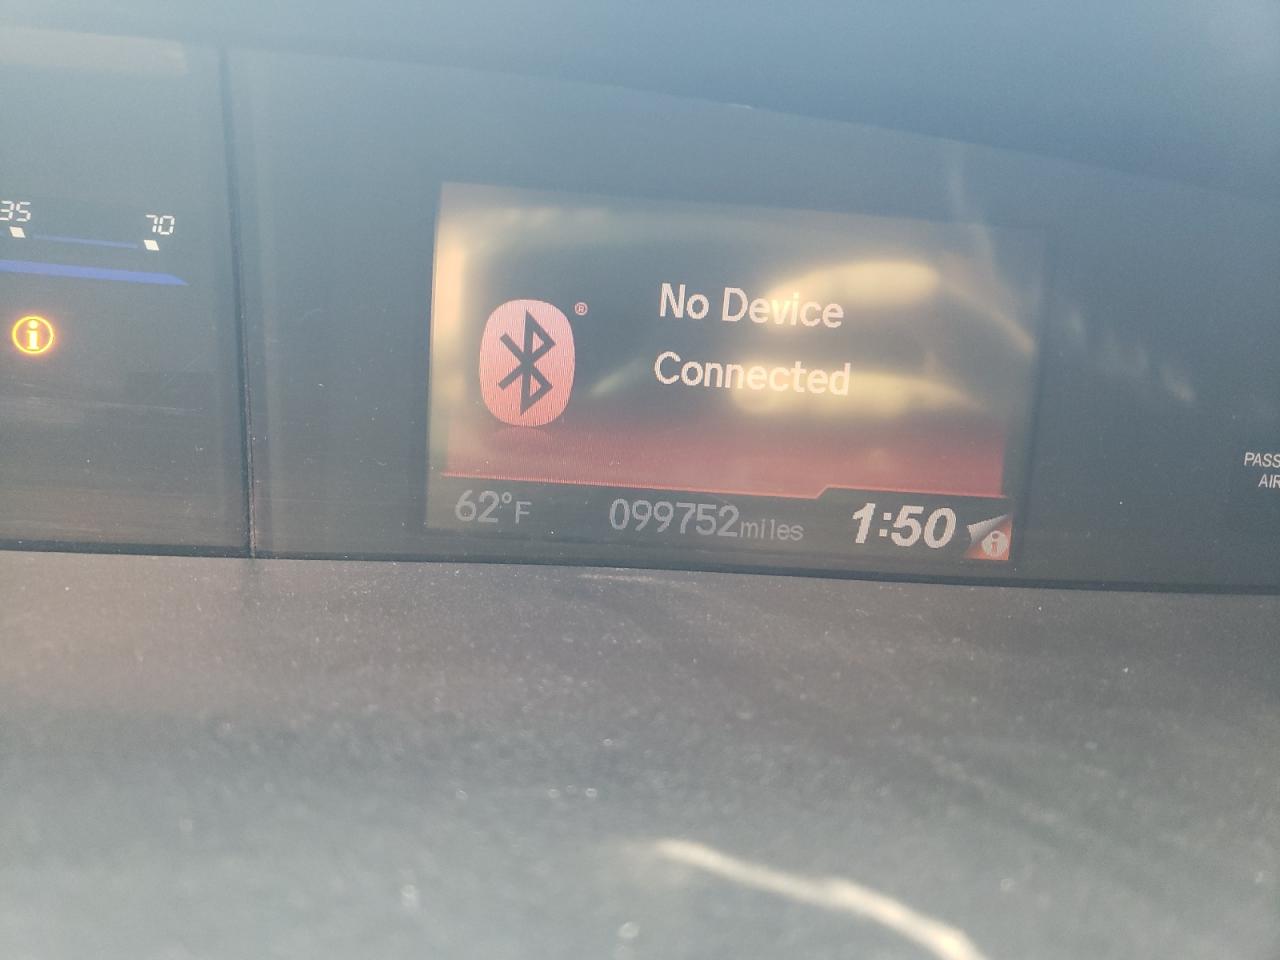 35 70
i
No Device
Connected
®
62°F 099752miles 1:50 i
PASS
AIR